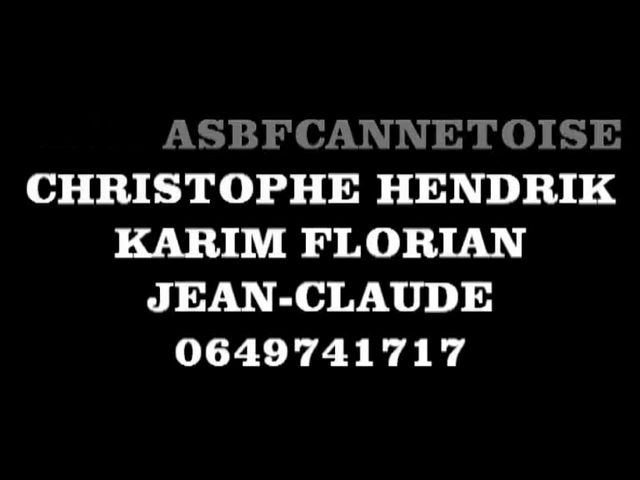 ASBFCANNETOISE
CHRISTOPHE HENDRIK
KARIM FLORIAN
JEAN-CLAUDE
0649741717